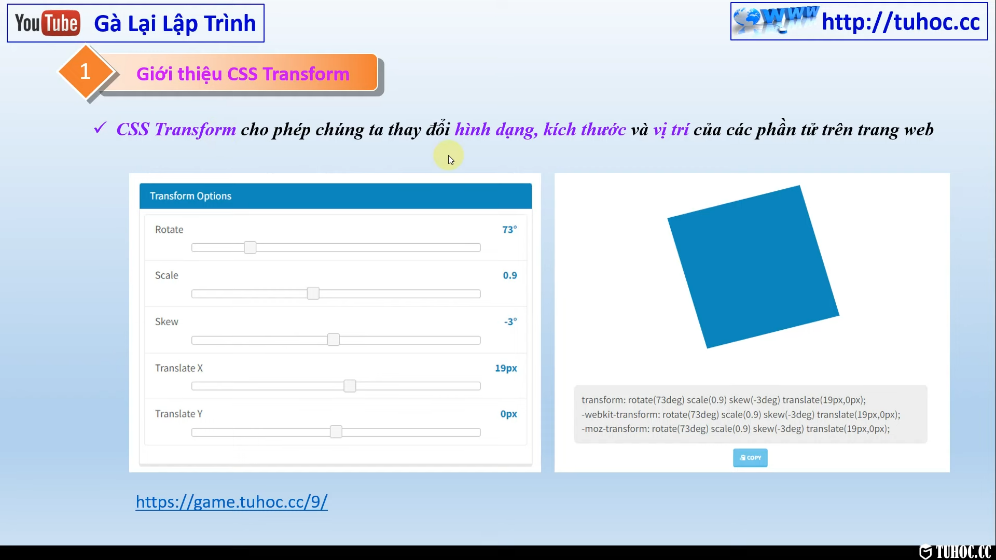 YouTube Gà Lại Lập Trình
WWW http://tuhoc.cc
1 Giới thiệu CSS Transform
✓ CSS Transform cho phép chúng ta thay đổi hình dạng, kích thước và vị trí của các phần tử trên trang web
Transform Options
Rotate 73°
Scale 0.9
Skew -3°
Translate X 19px
Translate Y 0px
transform: rotate(73deg) scale(0.9) skew(-3deg) translate(19px,0px);
-webkit-transform: rotate(73deg) scale(0.9) skew(-3deg) translate(19px,0px);
-moz-transform: rotate(73deg) scale(0.9) skew(-3deg) translate(19px,0px);
COPY
https://game.tuhoc.cc/9/
TUHOC.CC